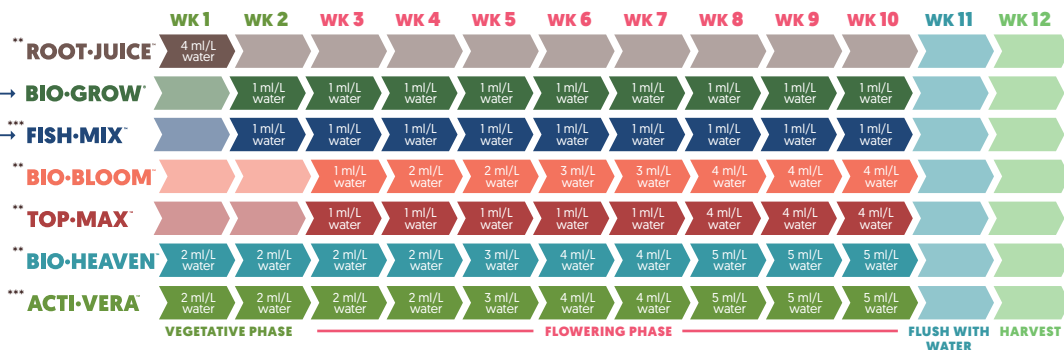 WK 1 WK 2 WK 3 WK 4 WK 5 WK 6 WK 7 WK 8 WK 9 WK 10 WK 11 WK 12
** ROOT·JUICE™ 4 ml/L water
→ BIO·GROW® 1 ml/L water 1 ml/L water 1 ml/L water 1 ml/L water 1 ml/L water 1 ml/L water 1 ml/L water 1 ml/L water 1 ml/L water
*** → FISH·MIX™ 1 ml/L water 1 ml/L water 1 ml/L water 1 ml/L water 1 ml/L water 1 ml/L water 1 ml/L water 1 ml/L water 1 ml/L water
** BIO·BLOOM™ 1 ml/L water 2 ml/L water 2 ml/L water 3 ml/L water 3 ml/L water 4 ml/L water 4 ml/L water 4 ml/L water
** TOP·MAX™ 1 ml/L water 1 ml/L water 1 ml/L water 1 ml/L water 1 ml/L water 4 ml/L water 4 ml/L water 4 ml/L water
** BIO·HEAVEN™ 2 ml/L water 2 ml/L water 2 ml/L water 2 ml/L water 3 ml/L water 4 ml/L water 4 ml/L water 5 ml/L water 5 ml/L water 5 ml/L water
*** ACTI·VERA™ 2 ml/L water 2 ml/L water 2 ml/L water 2 ml/L water 3 ml/L water 4 ml/L water 4 ml/L water 5 ml/L water 5 ml/L water 5 ml/L water
VEGETATIVE PHASE FLOWERING PHASE FLUSH WITH WATER HARVEST